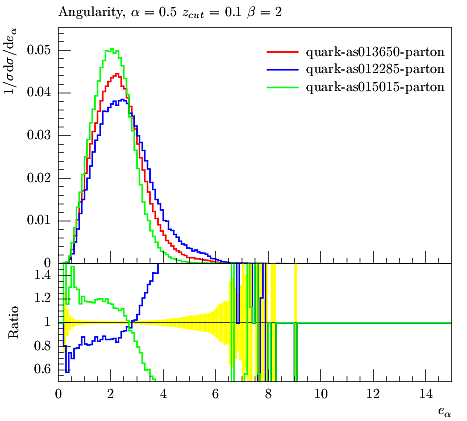 Angularity, α = 0.5 z_cut = 0.1 β = 2
1/σ dσ/de_α
quark-as013650-parton
quark-as012285-parton
quark-as015015-parton
0.05
0.04
0.03
0.02
0.01
0
Ratio
1.4
1.2
1
0.8
0.6
0 2 4 6 8 10 12 14
e_α